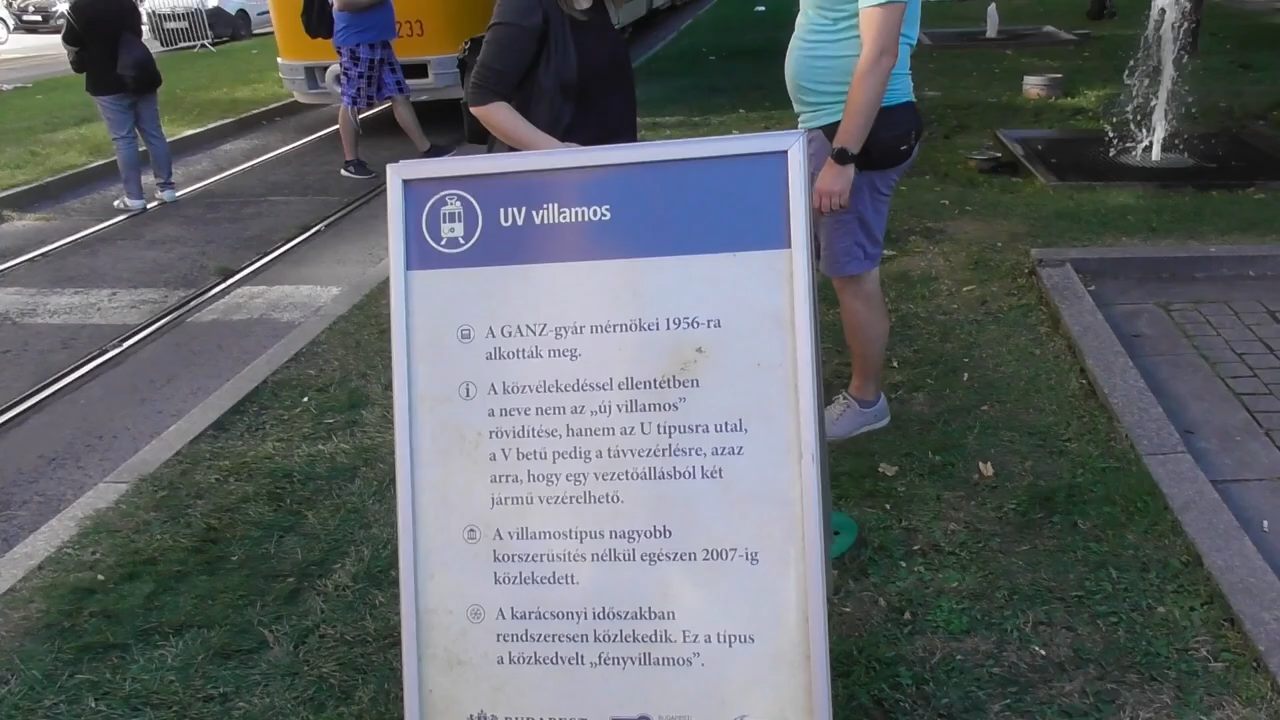 233
UV villamos
A GANZ-gyár mérnökei 1956-ra
alkották meg.
A közvélekedéssel ellentétben
a neve nem az „új villamos”
rövidítése, hanem az U típusra utal,
a V betű pedig a távvezérlésre, azaz
arra, hogy egy vezetőállásból két
jármű vezérelhető.
A villamostípus nagyobb
korszerűsítés nélkül egészen 2007-ig
közlekedett.
A karácsonyi időszakban
rendszeresen közlekedik. Ez a típus
a közkedvelt „fényvillamos”.
BUDAPEST